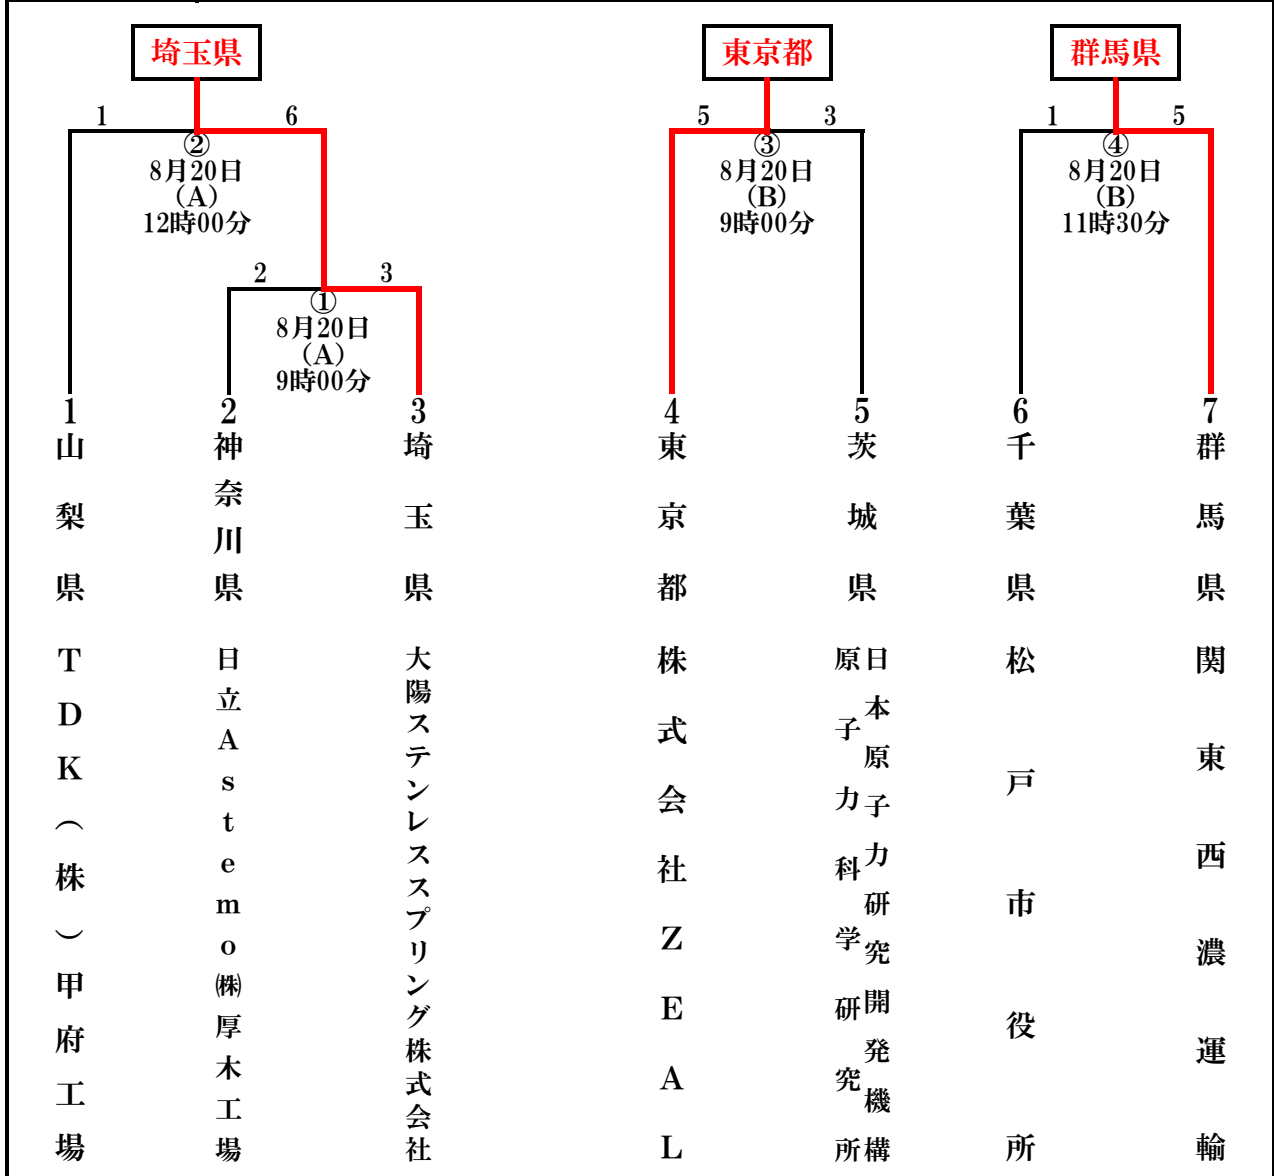 埼玉県
東京都
群馬県
1
6
②
8月20日
(A)
12時00分
2
3
①
8月20日
(A)
9時00分
5
3
③
8月20日
(B)
9時00分
1
5
④
8月20日
(B)
11時30分
1
山梨県
TDK(株)甲府工場
2
神奈川県
日立Astemo㈱厚木工場
3
埼玉県
大陽ステンレススプリング株式会社
4
東京都
株式会社ZEAL
5
茨城県
日本原子力研究開発機構
原子力科学研究所
6
千葉県
松戸市役所
7
群馬県
関東西濃運輸